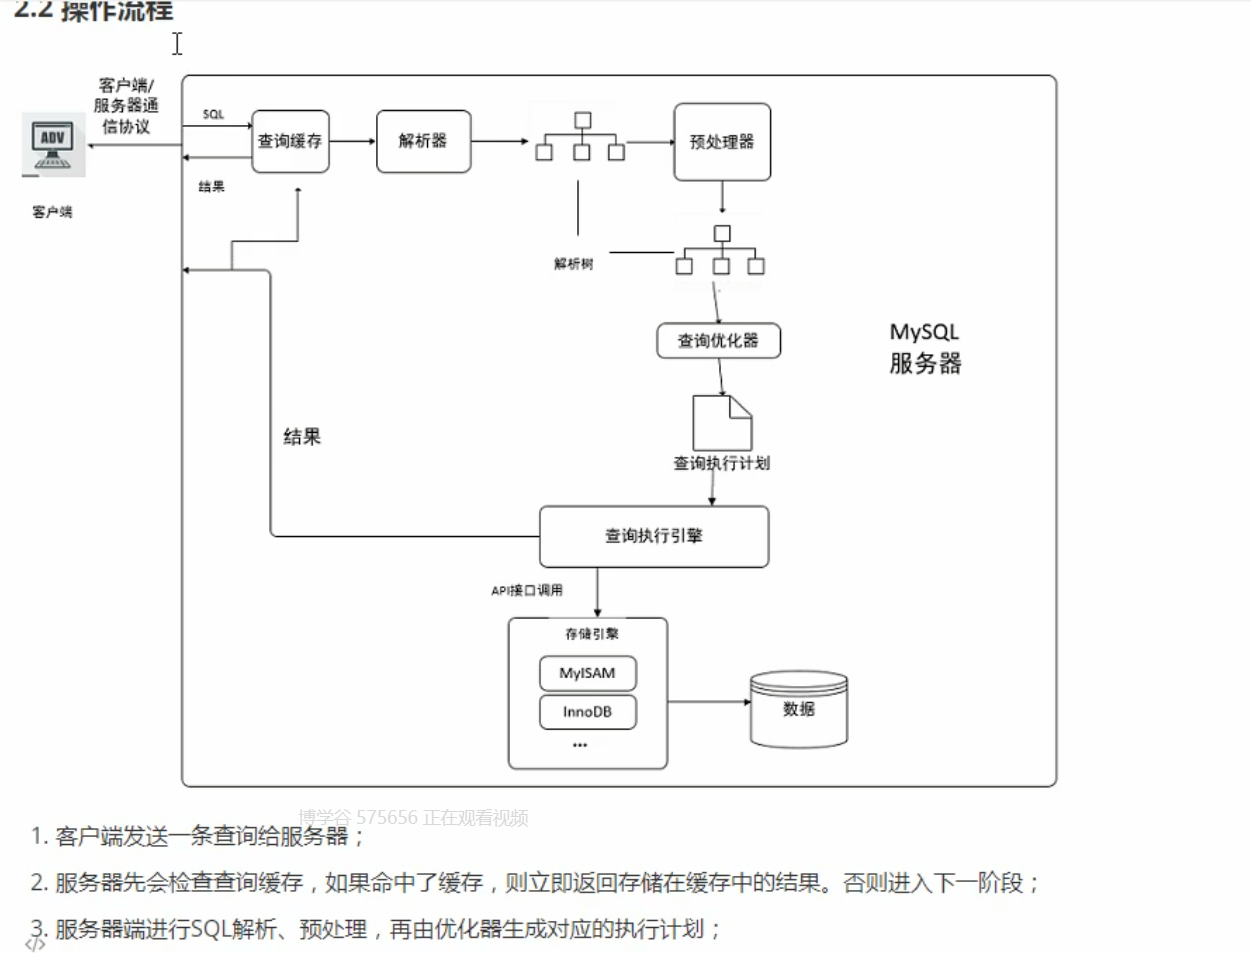 2.2 操作流程
客户端/
服务器通
信协议
ADV
客户端
SQL
结果
查询缓存
解析器
预处理器
解析树
查询优化器
MySQL
服务器
查询执行计划
结果
查询执行引擎
API接口调用
存储引擎
MyISAM
InnoDB
...
数据
博学谷 575656 正在观看视频
1. 客户端发送一条查询给服务器；
2. 服务器先会检查查询缓存，如果命中了缓存，则立即返回存储在缓存中的结果。否则进入下一阶段；
3. 服务器端进行SQL解析、预处理，再由优化器生成对应的执行计划；